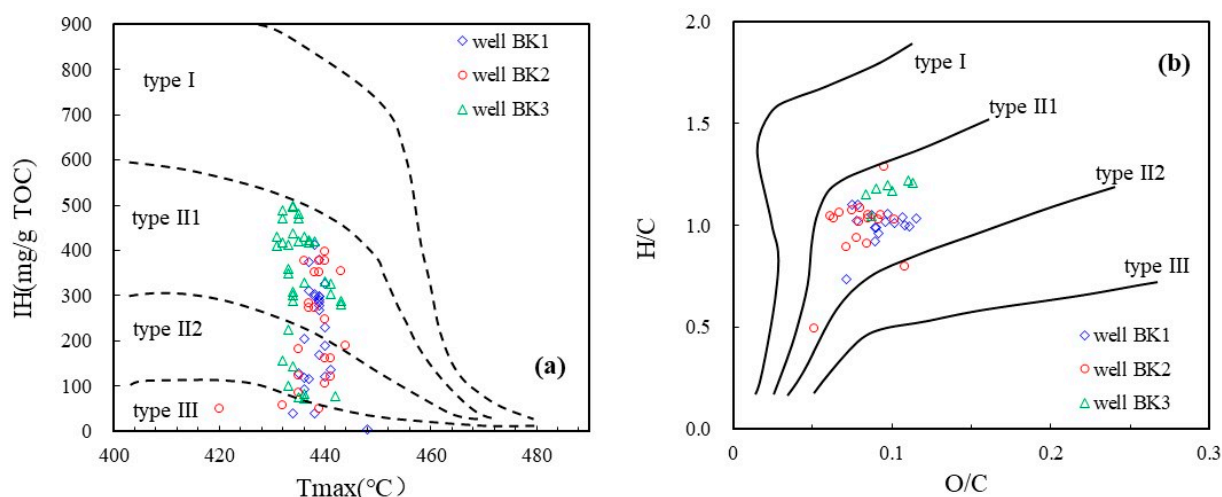 900
800
700
600
500
400
300
200
100
0
IH(mg/g TOC)
400
420
440
460
480
Tmax(℃)
type I
type II1
type II2
type III
well BK1
well BK2
well BK3
(a)
2.0
1.5
1.0
0.5
0.0
H/C
0
0.1
0.2
0.3
O/C
type I
type II1
type II2
type III
(b)
well BK1
well BK2
well BK3